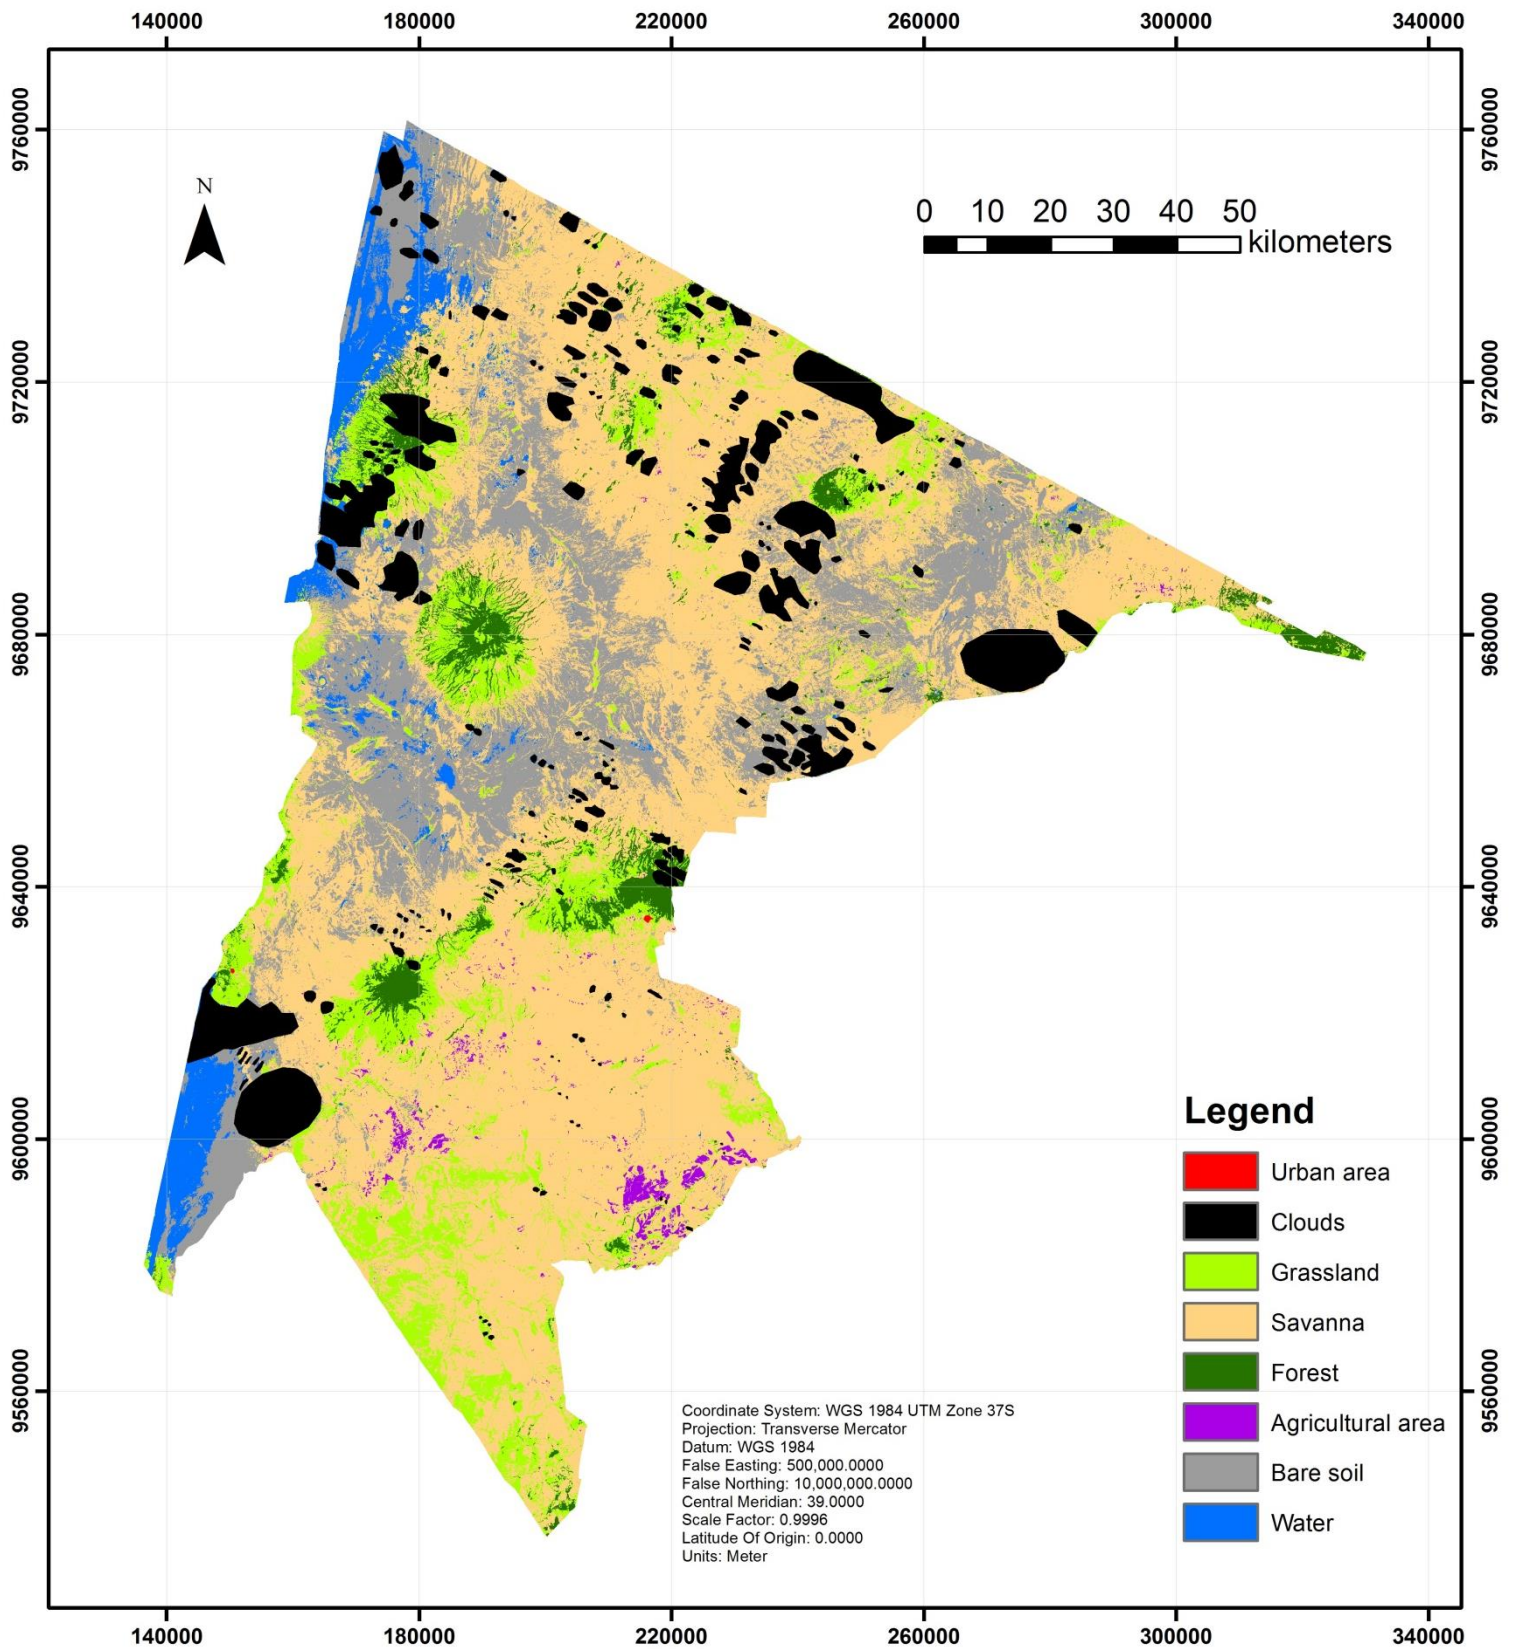 140000 180000 220000 260000 300000 340000
9760000 9760000
N
0 10 20 30 40 50
kilometers
9720000 9720000
9680000 9680000
9640000 9640000
9600000 9600000
9560000 9560000
Legend
Urban area
Clouds
Grassland
Savanna
Forest
Agricultural area
Bare soil
Water
Coordinate System: WGS 1984 UTM Zone 37S
Projection: Transverse Mercator
Datum: WGS 1984
False Easting: 500,000.0000
False Northing: 10,000,000.0000
Central Meridian: 39.0000
Scale Factor: 0.9996
Latitude Of Origin: 0.0000
Units: Meter
140000 180000 220000 260000 300000 340000